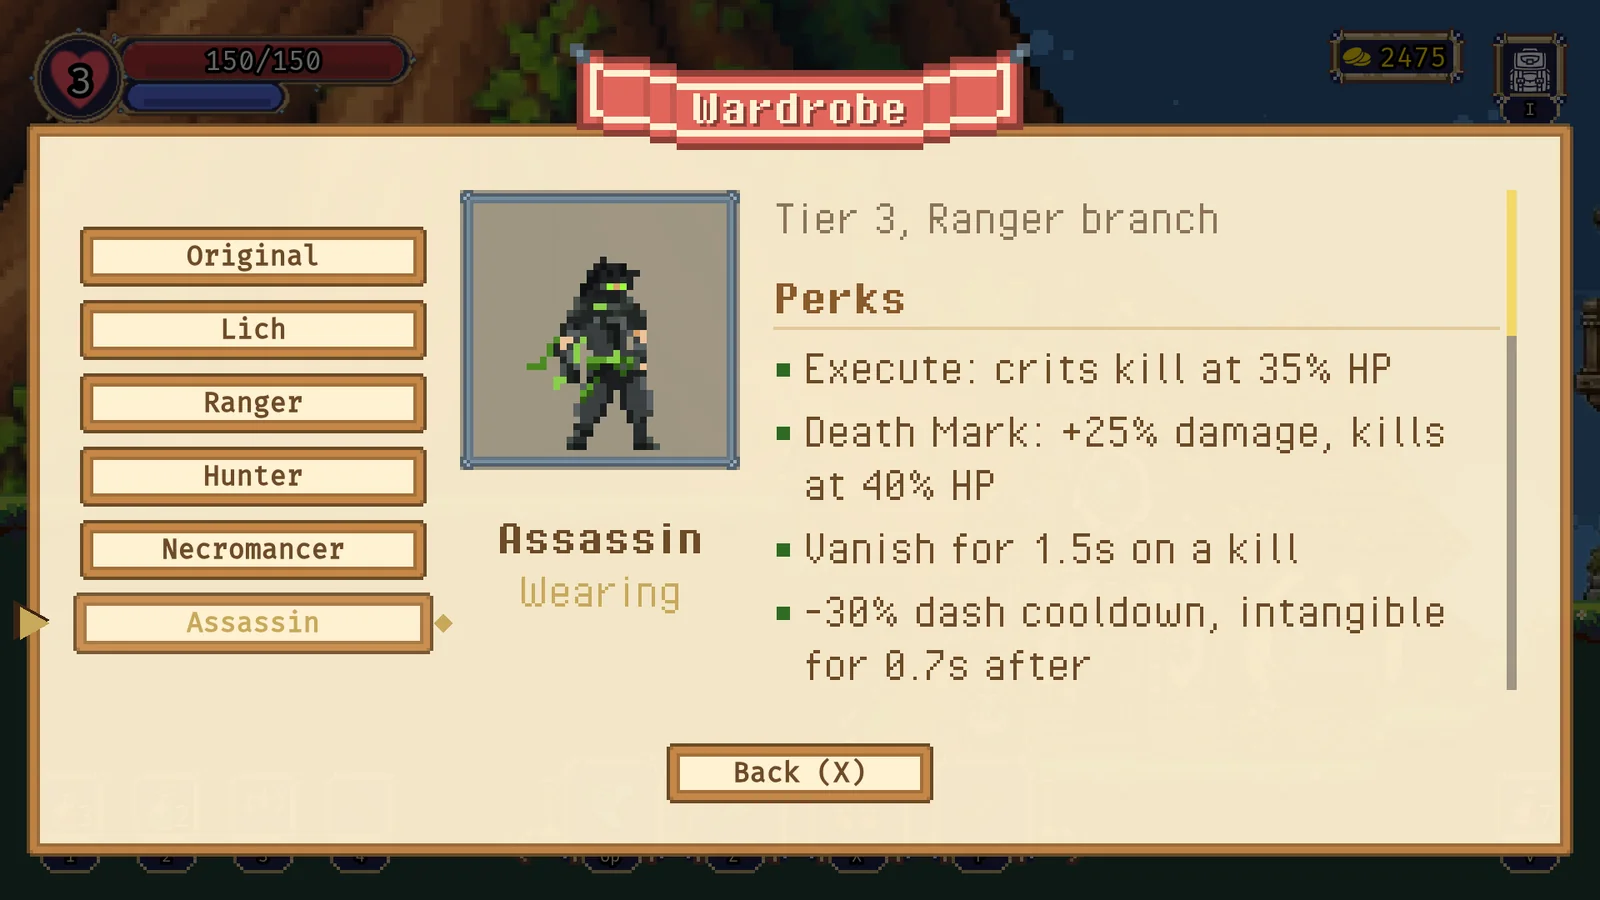 3
150/150
2475
I
Wardrobe
Original
Lich
Ranger
Hunter
Necromancer
Assassin
Assassin
Wearing
Tier 3, Ranger branch
Perks
Execute: crits kill at 35% HP
Death Mark: +25% damage, kills
at 40% HP
Vanish for 1.5s on a kill
-30% dash cooldown, intangible
for 0.7s after
Back (X)